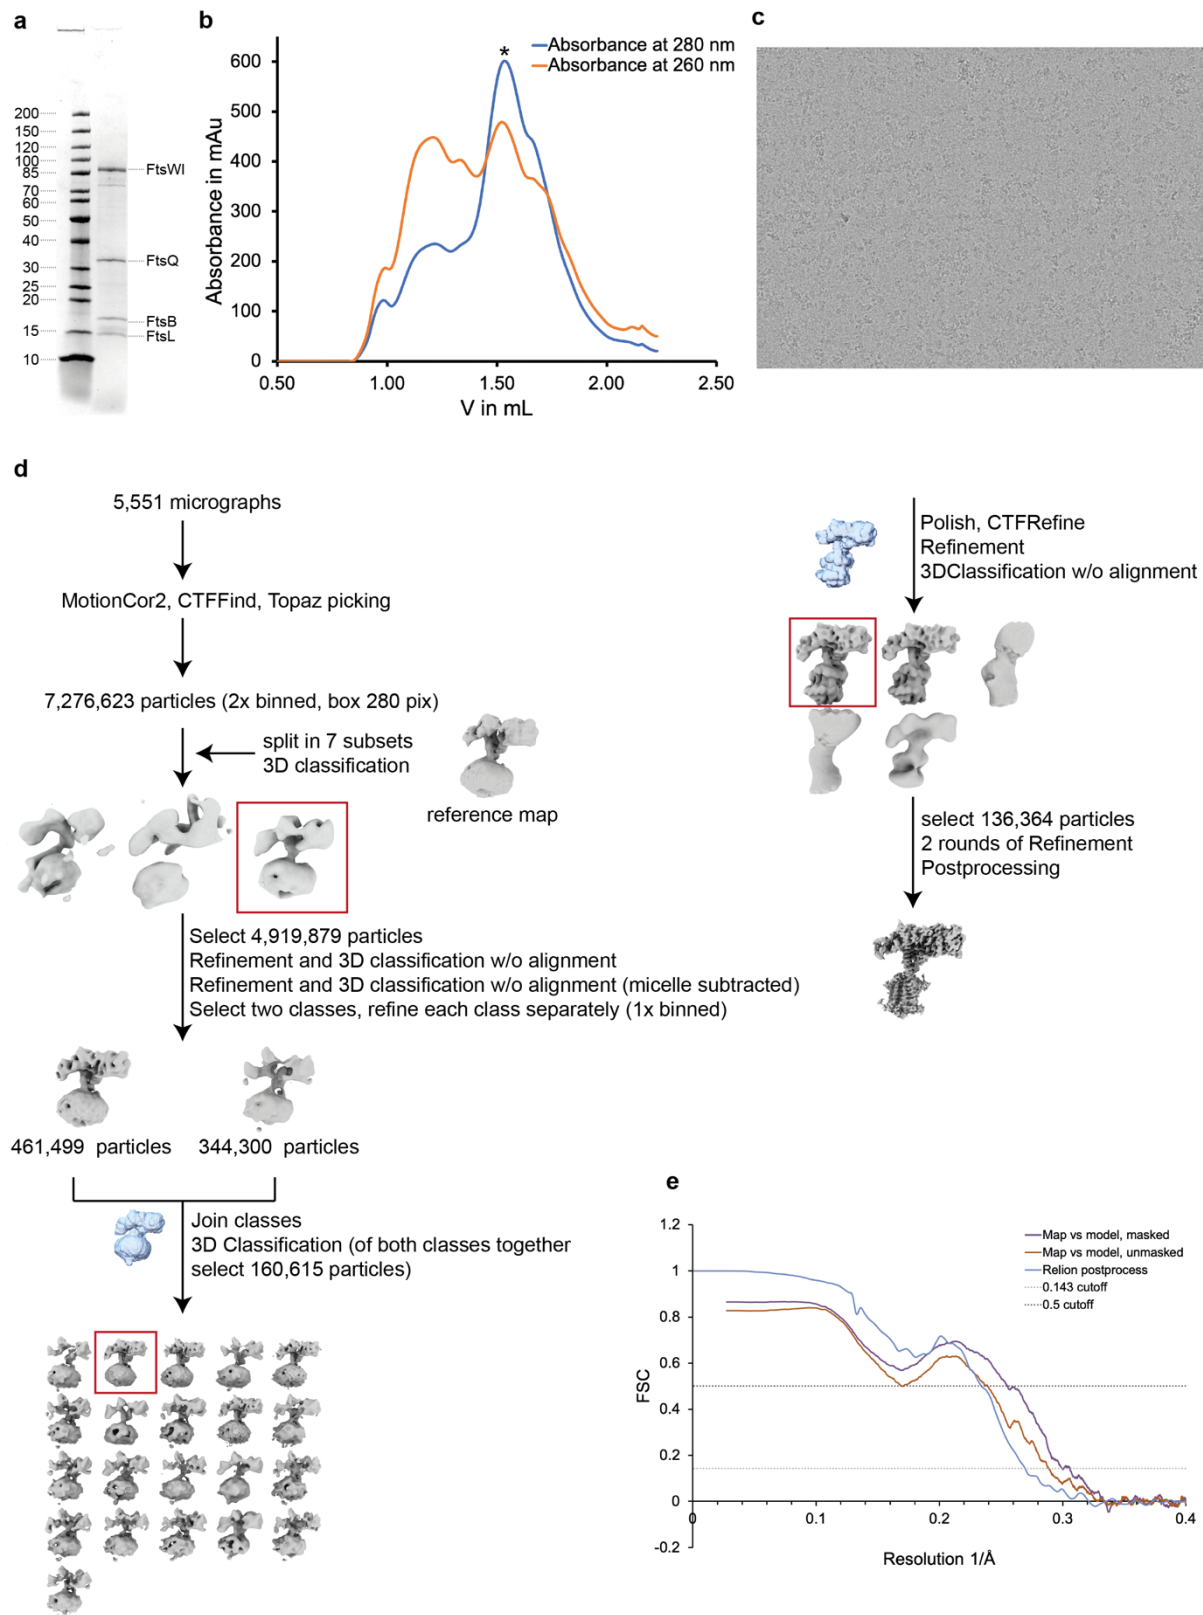 a
200
150
120
100
85
70
60
50
40
30
25
20
15
10
FtsWI
FtsQ
FtsB
FtsL
b
Absorbance at 280 nm
Absorbance at 260 nm
*
Absorbance in mAu
600
500
400
300
200
100
0
0.50
1.00
1.50
2.00
2.50
V in mL
c
d
5,551 micrographs
MotionCor2, CTFFind, Topaz picking
7,276,623 particles (2x binned, box 280 pix)
split in 7 subsets
3D classification
reference map
Select 4,919,879 particles
Refinement and 3D classification w/o alignment
Refinement and 3D classification w/o alignment (micelle subtracted)
Select two classes, refine each class separately (1x binned)
461,499 particles
344,300 particles
Join classes
3D Classification (of both classes together
select 160,615 particles)
Polish, CTFRefine
Refinement
3DClassification w/o alignment
select 136,364 particles
2 rounds of Refinement
Postprocessing
e
Map vs model, masked
Map vs model, unmasked
Relion postprocess
0.143 cutoff
0.5 cutoff
FSC
1.2
1
0.8
0.6
0.4
0.2
0
-0.2
0
0.1
0.2
0.3
0.4
Resolution 1/Å